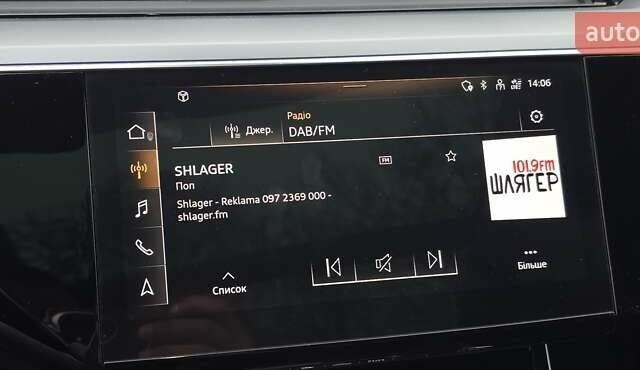 auto
14:06
Джер.
Радіо
DAB/FM
SHLAGER
FM
Поп
Shlager - Reklama 097 2369 000 -
shlager.fm
101.9FM
ШЛЯГЕР
Список
Більше